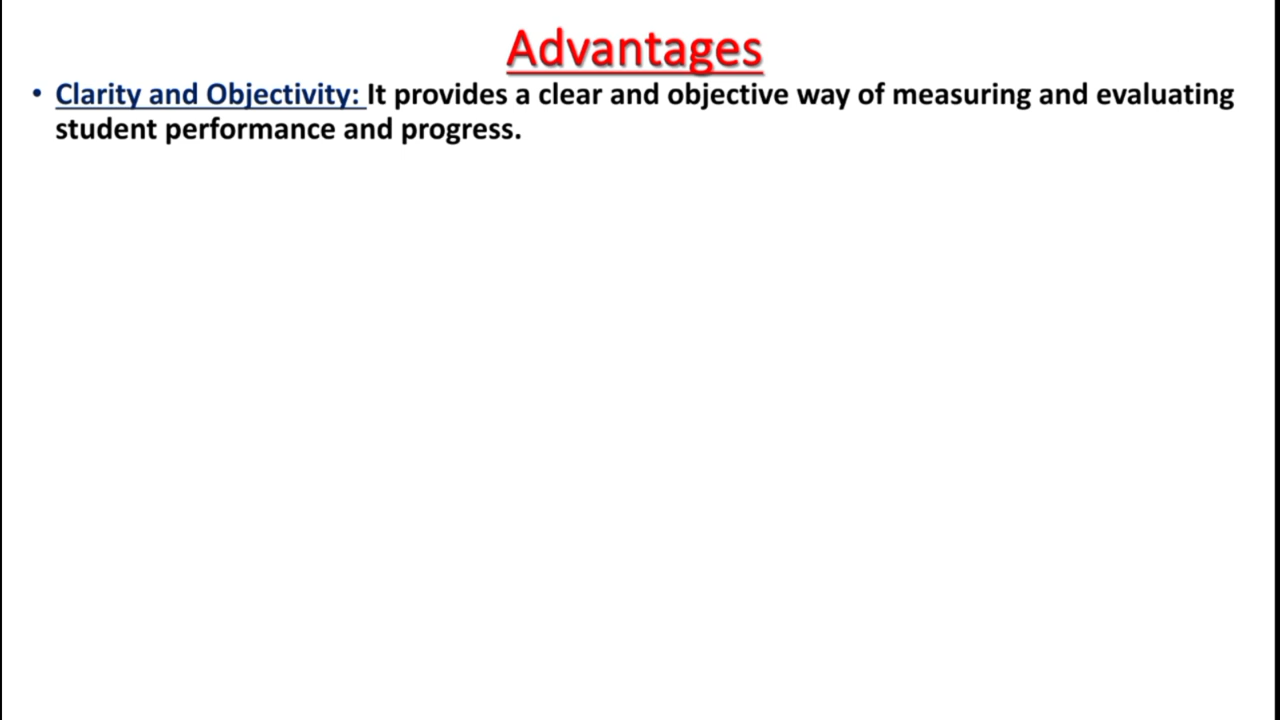 Advantages
• Clarity and Objectivity: It provides a clear and objective way of measuring and evaluating
student performance and progress.